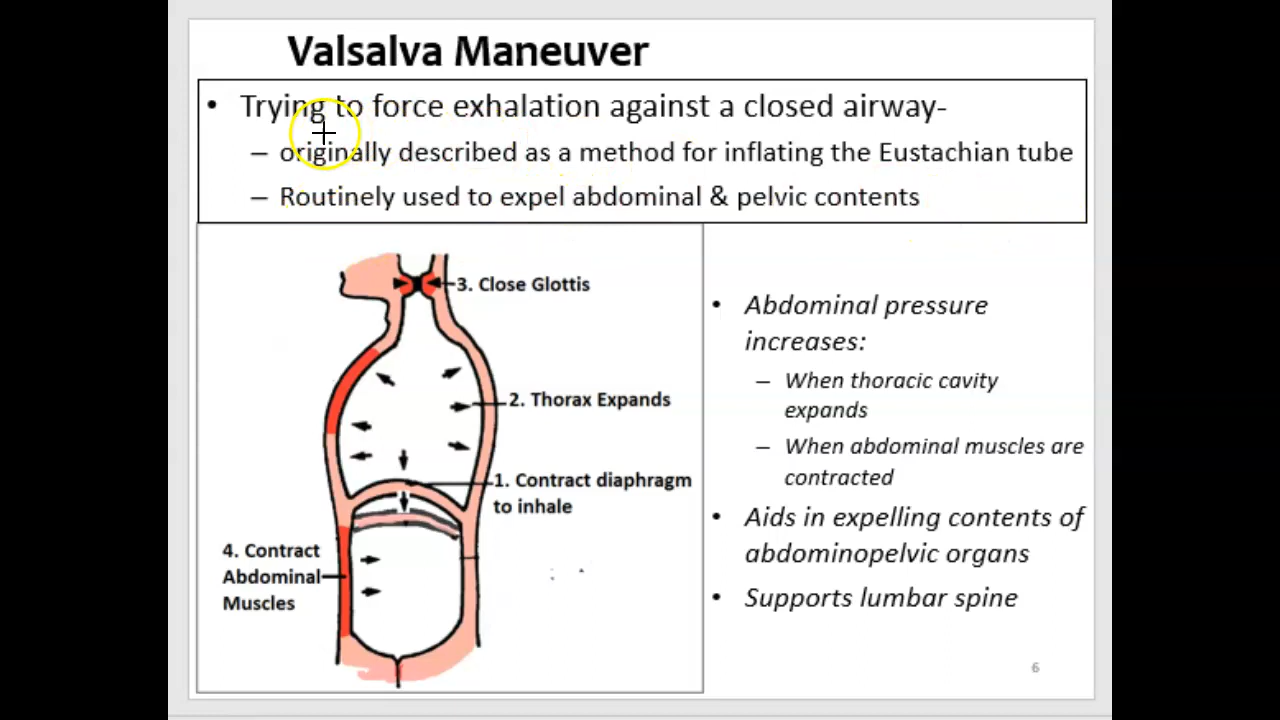 Valsalva Maneuver
• Trying to force exhalation against a closed airway-
– originally described as a method for inflating the Eustachian tube
– Routinely used to expel abdominal & pelvic contents
3. Close Glottis
2. Thorax Expands
1. Contract diaphragm
to inhale
4. Contract
Abdominal
Muscles
• Abdominal pressure
increases:
– When thoracic cavity
expands
– When abdominal muscles are
contracted
• Aids in expelling contents of
abdominopelvic organs
• Supports lumbar spine
6